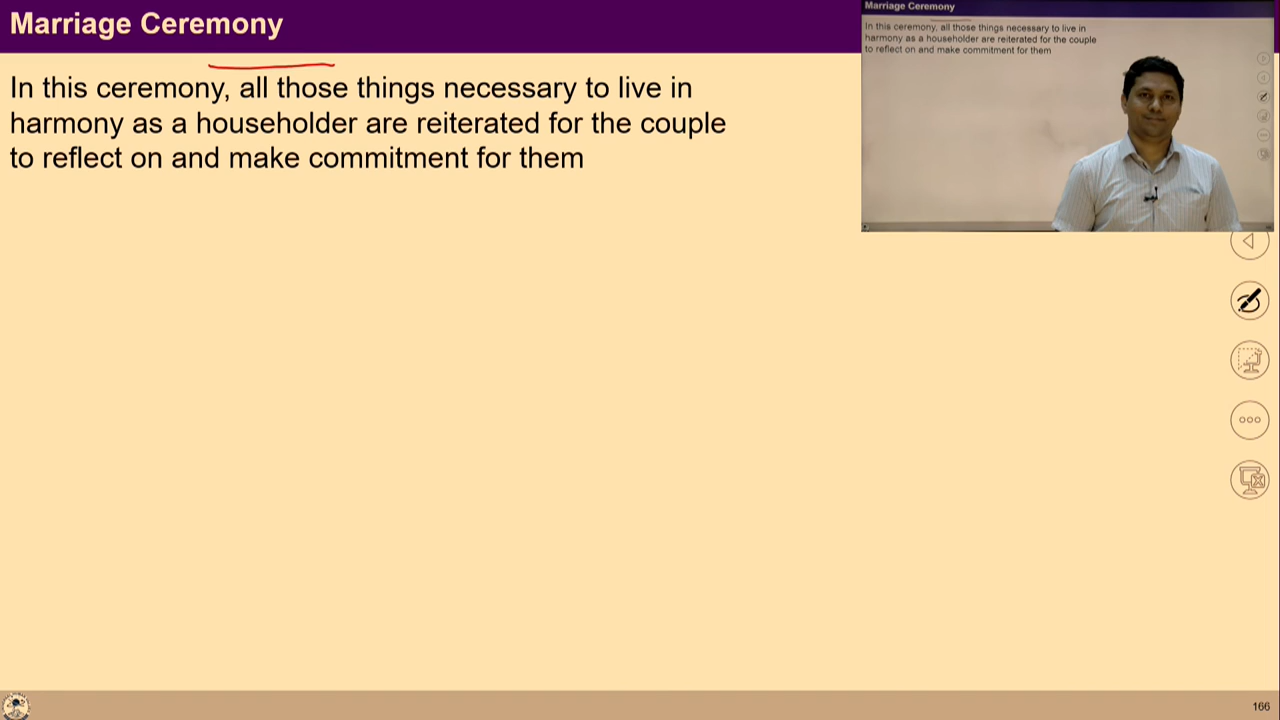 Marriage Ceremony
In this ceremony, all those things necessary to live in
harmony as a householder are reiterated for the couple
to reflect on and make commitment for them
Marriage Ceremony
In this ceremony, all those things necessary to live in
harmony as a householder are reiterated for the couple
to reflect on and make commitment for them
166